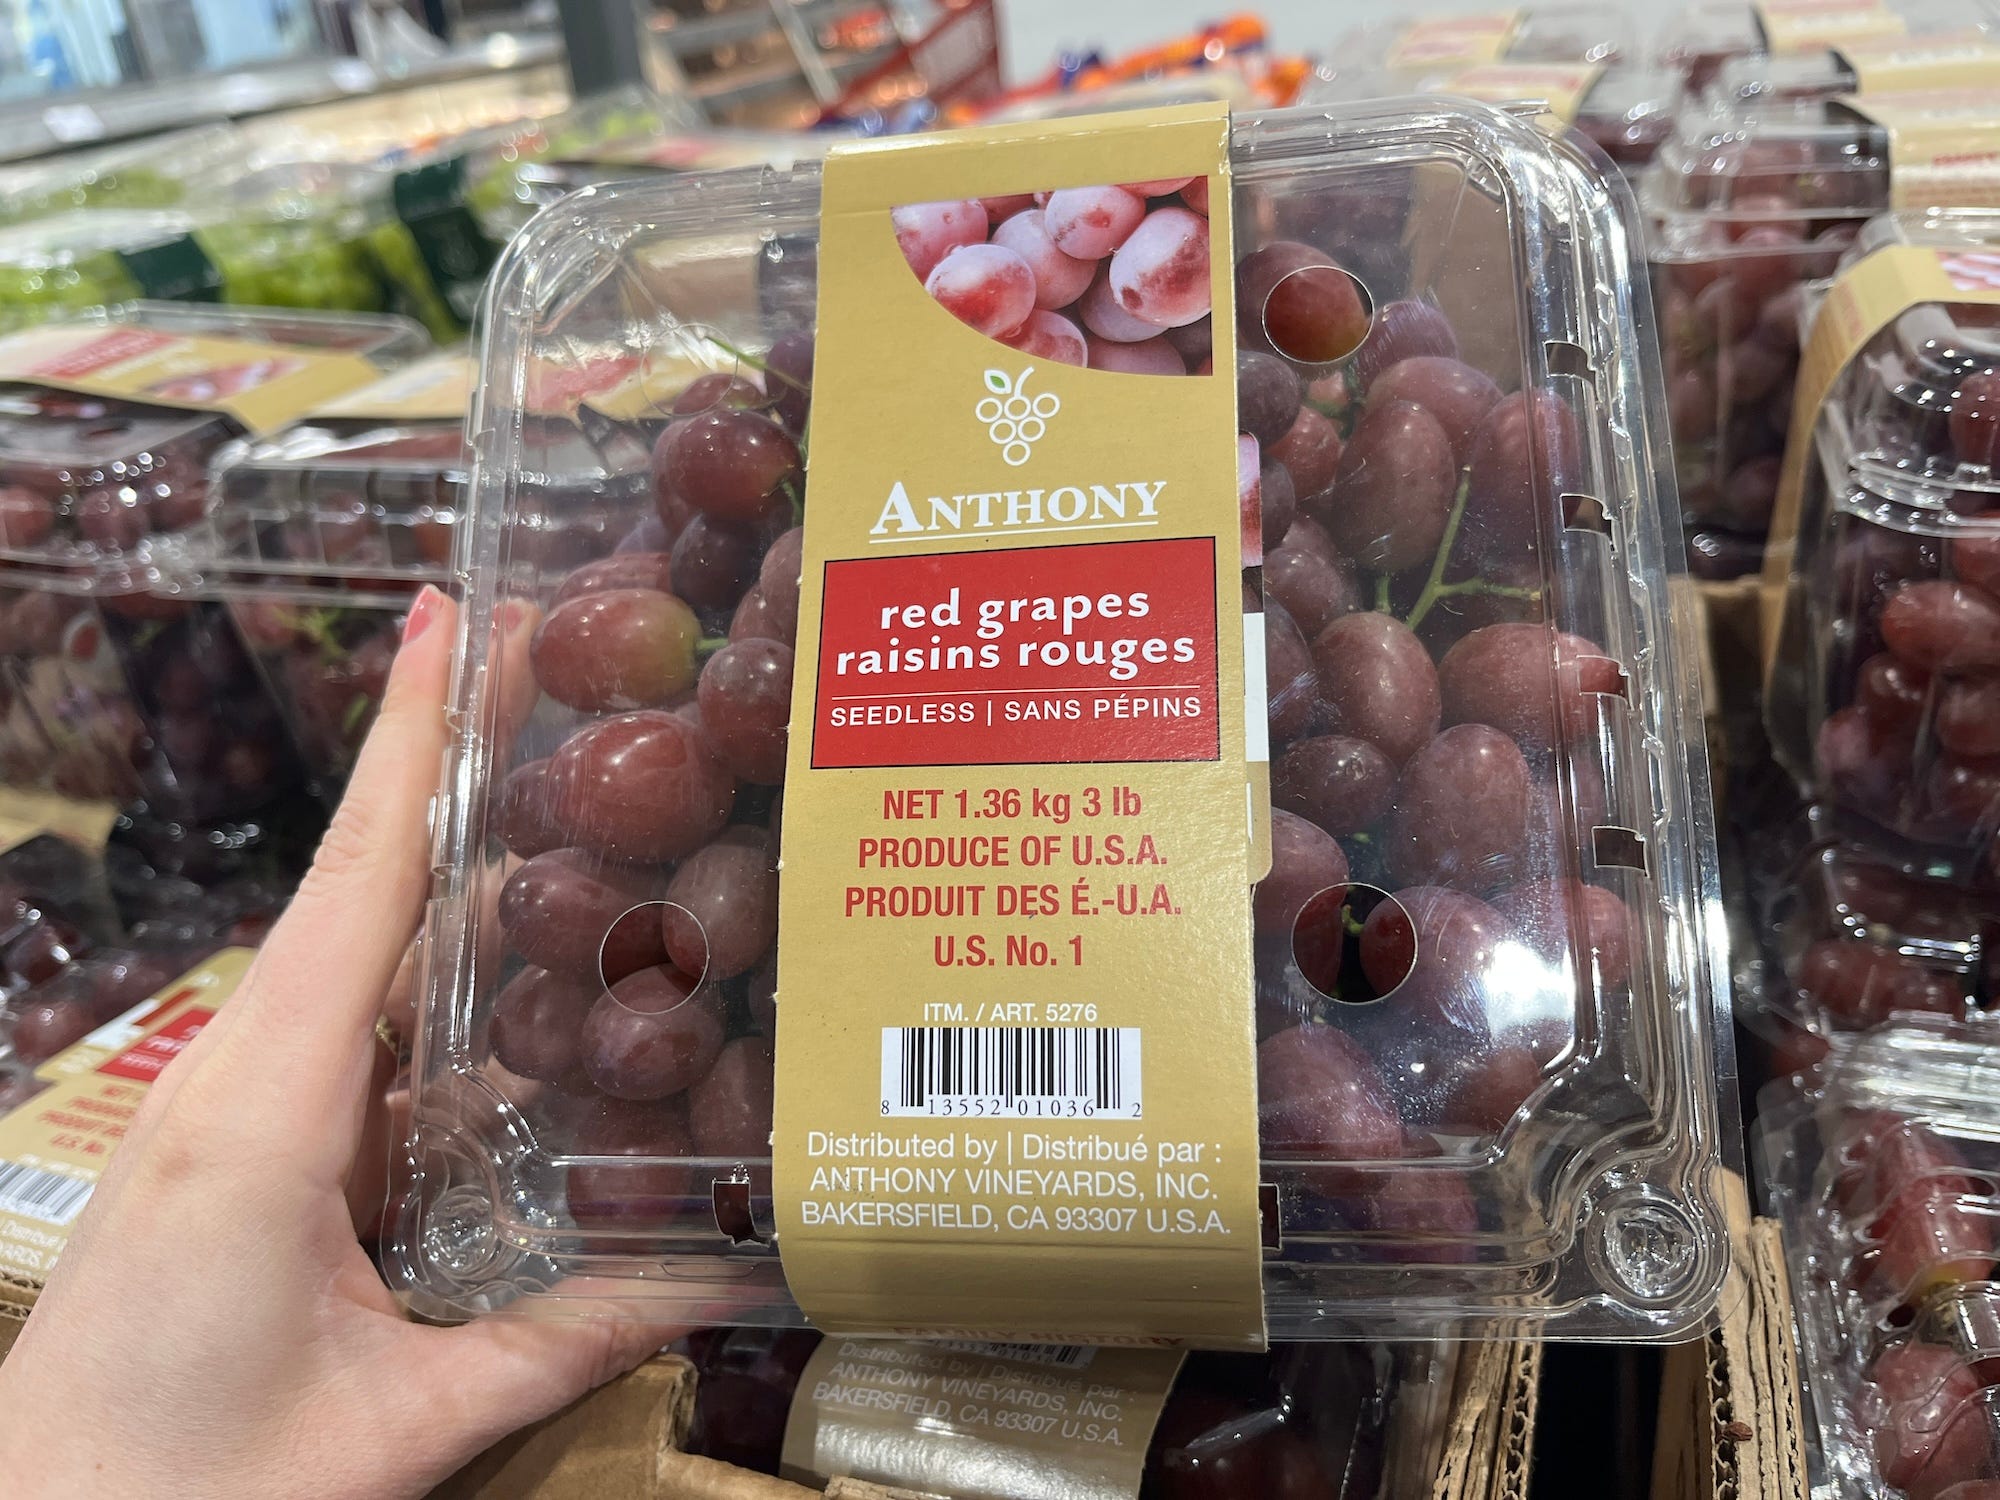 ANTHONY
red grapes
raisins rouges
SEEDLESS | SANS PÉPINS
NET 1.36 kg 3 lb
PRODUCE OF U.S.A.
PRODUIT DES É.-U.A.
U.S. No. 1
ITM. / ART. 5276
8 13552 01036 2
Distributed by | Distribué par :
ANTHONY VINEYARDS, INC.
BAKERSFIELD, CA 93307 U.S.A.
FAMILY HISTORY
Distributed by | Distribué par :
ANTHONY VINEYARDS, INC.
BAKERSFIELD, CA 93307 U.S.A.